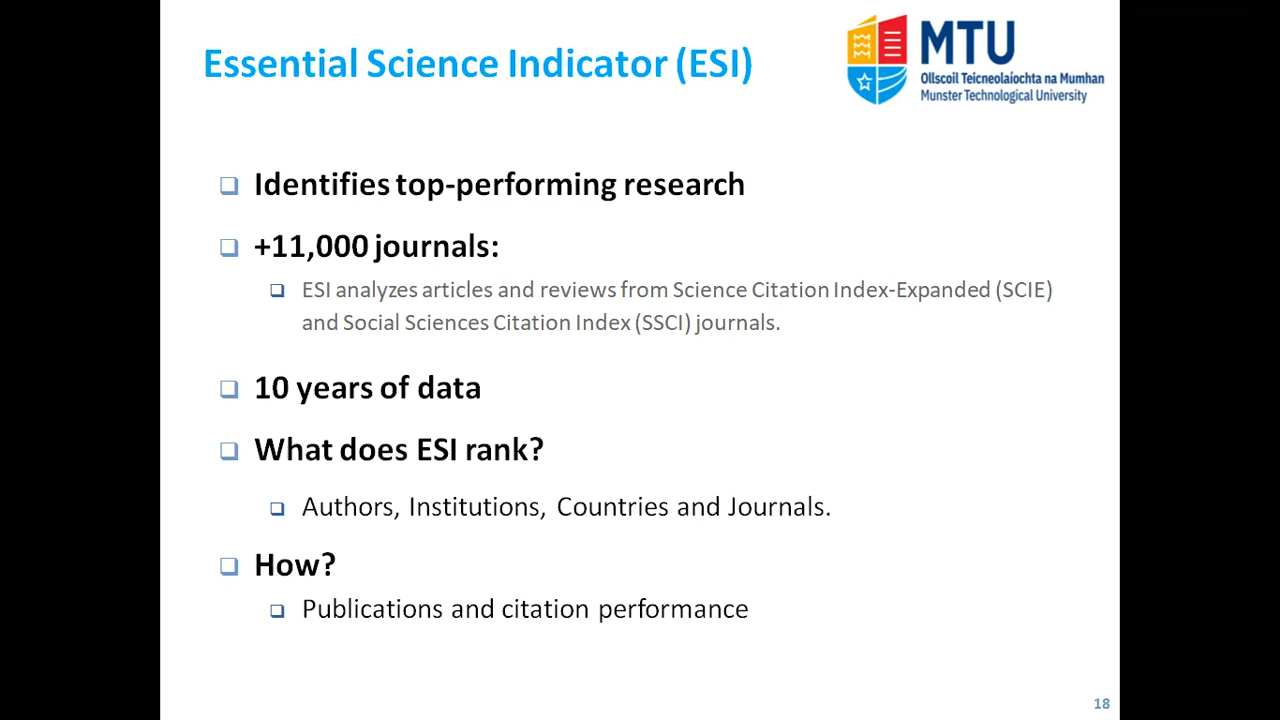 Essential Science Indicator (ESI)
MTU
Ollscoil Teicneolaíochta na Mumhan
Munster Technological University
Identifies top-performing research
+11,000 journals:
ESI analyzes articles and reviews from Science Citation Index-Expanded (SCIE)
and Social Sciences Citation Index (SSCI) journals.
10 years of data
What does ESI rank?
Authors, Institutions, Countries and Journals.
How?
Publications and citation performance
18